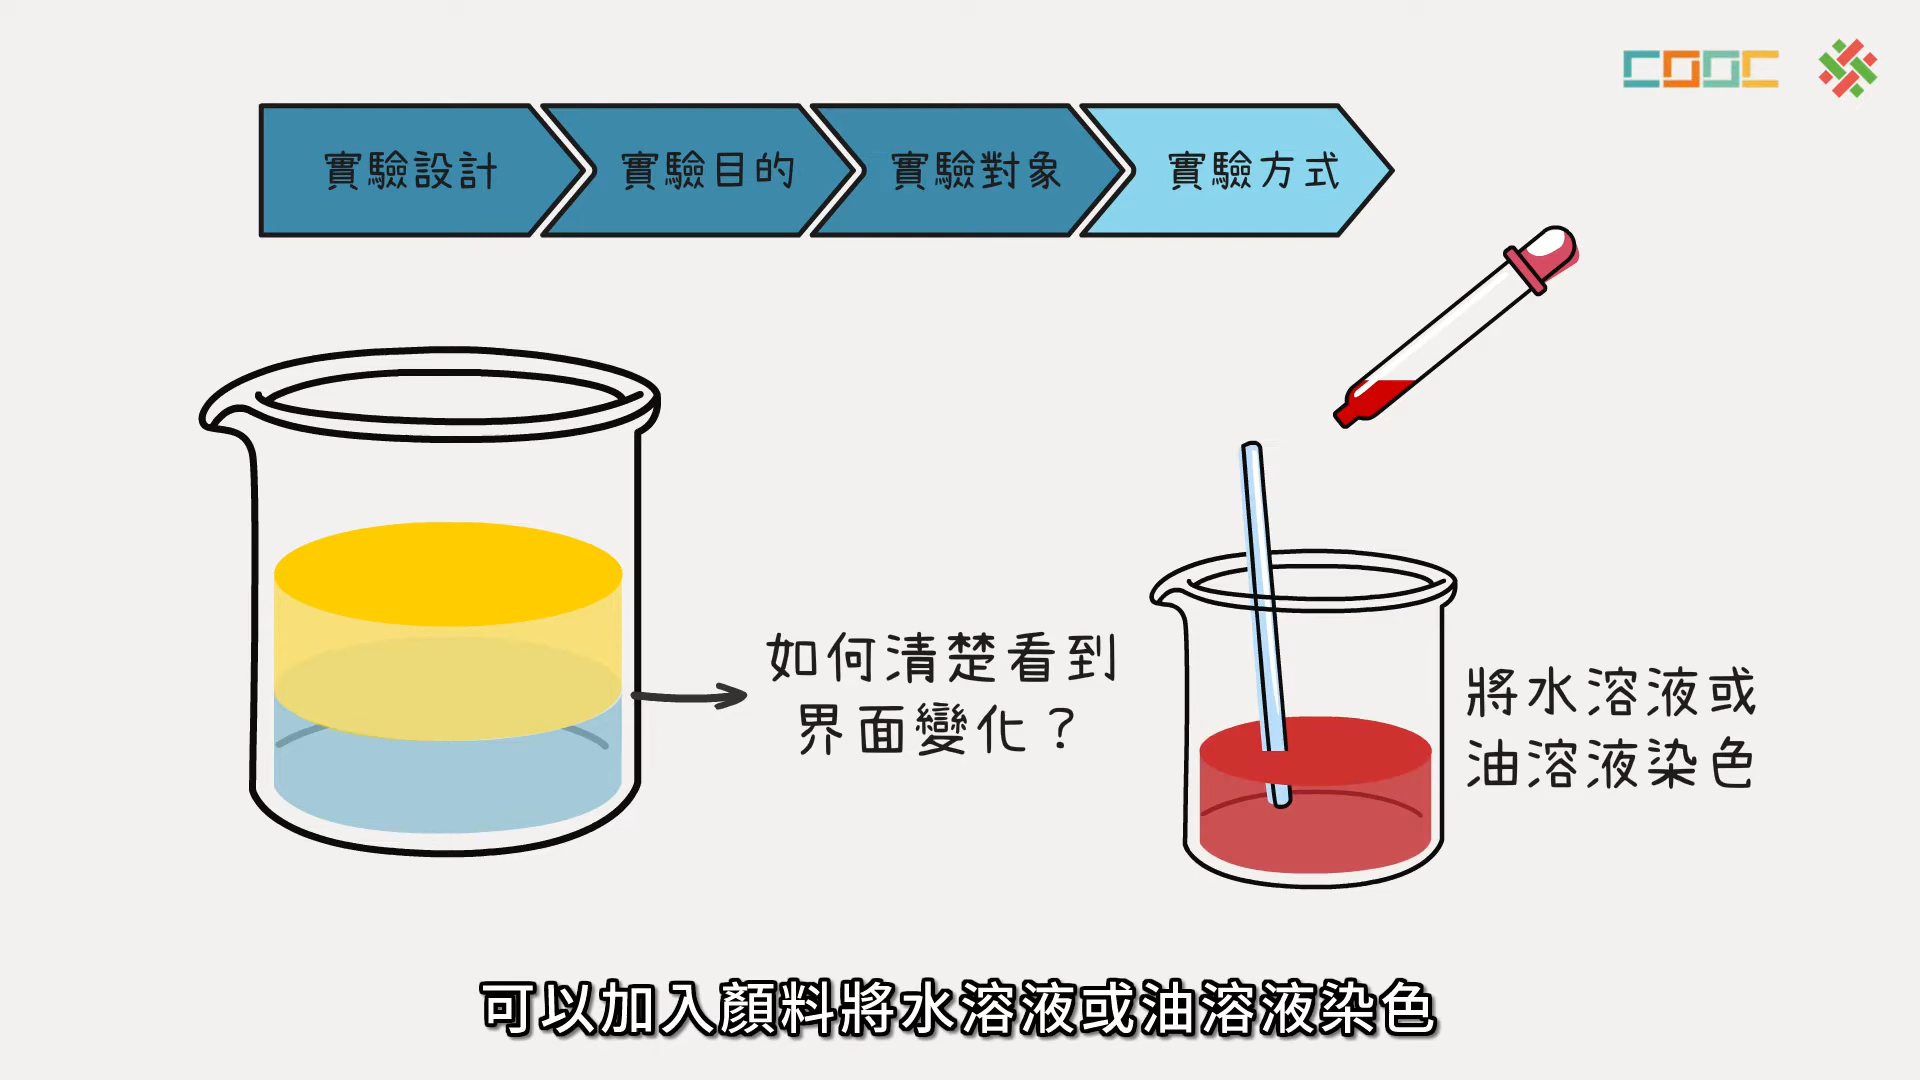 COOC
實驗設計
實驗目的
實驗對象
實驗方式
如何清楚看到
界面變化？
將水溶液或
油溶液染色
可以加入顏料將水溶液或油溶液染色